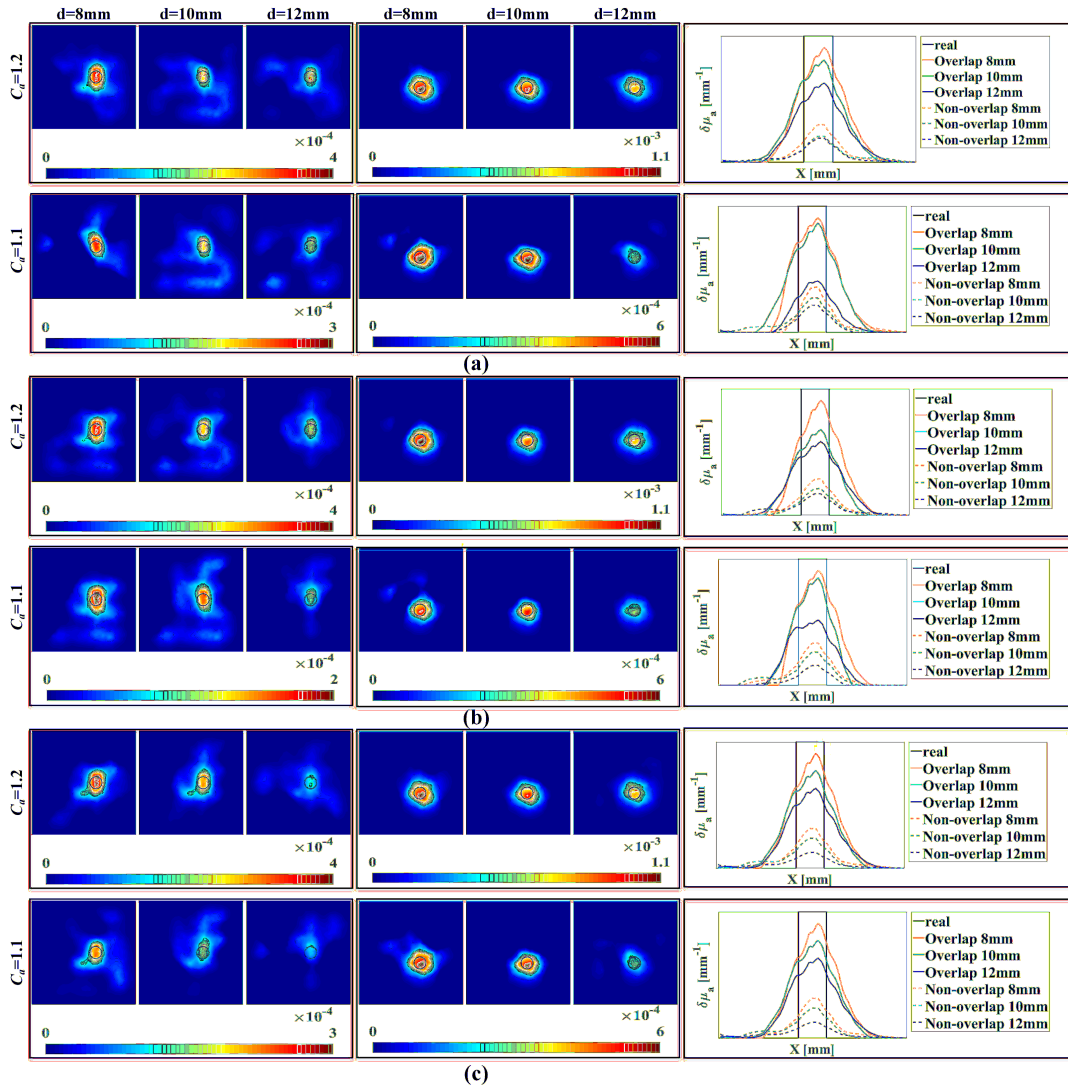 d=8mm d=10mm d=12mm d=8mm d=10mm d=12mm
Cₐ=1.2
×10⁻⁴
0 4
×10⁻³
0 1.1
δμₐ [mm⁻¹]
X [mm]
real
Overlap 8mm
Overlap 10mm
Overlap 12mm
Non-overlap 8mm
Non-overlap 10mm
Non-overlap 12mm
Cₐ=1.1
×10⁻⁴
0 3
×10⁻⁴
0 6
δμₐ [mm⁻¹]
X [mm]
real
Overlap 8mm
Overlap 10mm
Overlap 12mm
Non-overlap 8mm
Non-overlap 10mm
Non-overlap 12mm
(a)
Cₐ=1.2
×10⁻⁴
0 4
×10⁻³
0 1.1
δμₐ [mm⁻¹]
X [mm]
real
Overlap 8mm
Overlap 10mm
Overlap 12mm
Non-overlap 8mm
Non-overlap 10mm
Non-overlap 12mm
Cₐ=1.1
×10⁻⁴
0 2
×10⁻⁴
0 6
δμₐ [mm⁻¹]
X [mm]
real
Overlap 8mm
Overlap 10mm
Overlap 12mm
Non-overlap 8mm
Non-overlap 10mm
Non-overlap 12mm
(b)
Cₐ=1.2
×10⁻⁴
0 4
×10⁻³
0 1.1
δμₐ [mm⁻¹]
X [mm]
real
Overlap 8mm
Overlap 10mm
Overlap 12mm
Non-overlap 8mm
Non-overlap 10mm
Non-overlap 12mm
Cₐ=1.1
×10⁻⁴
0 3
×10⁻⁴
0 6
δμₐ [mm⁻¹]
X [mm]
real
Overlap 8mm
Overlap 10mm
Overlap 12mm
Non-overlap 8mm
Non-overlap 10mm
Non-overlap 12mm
(c)